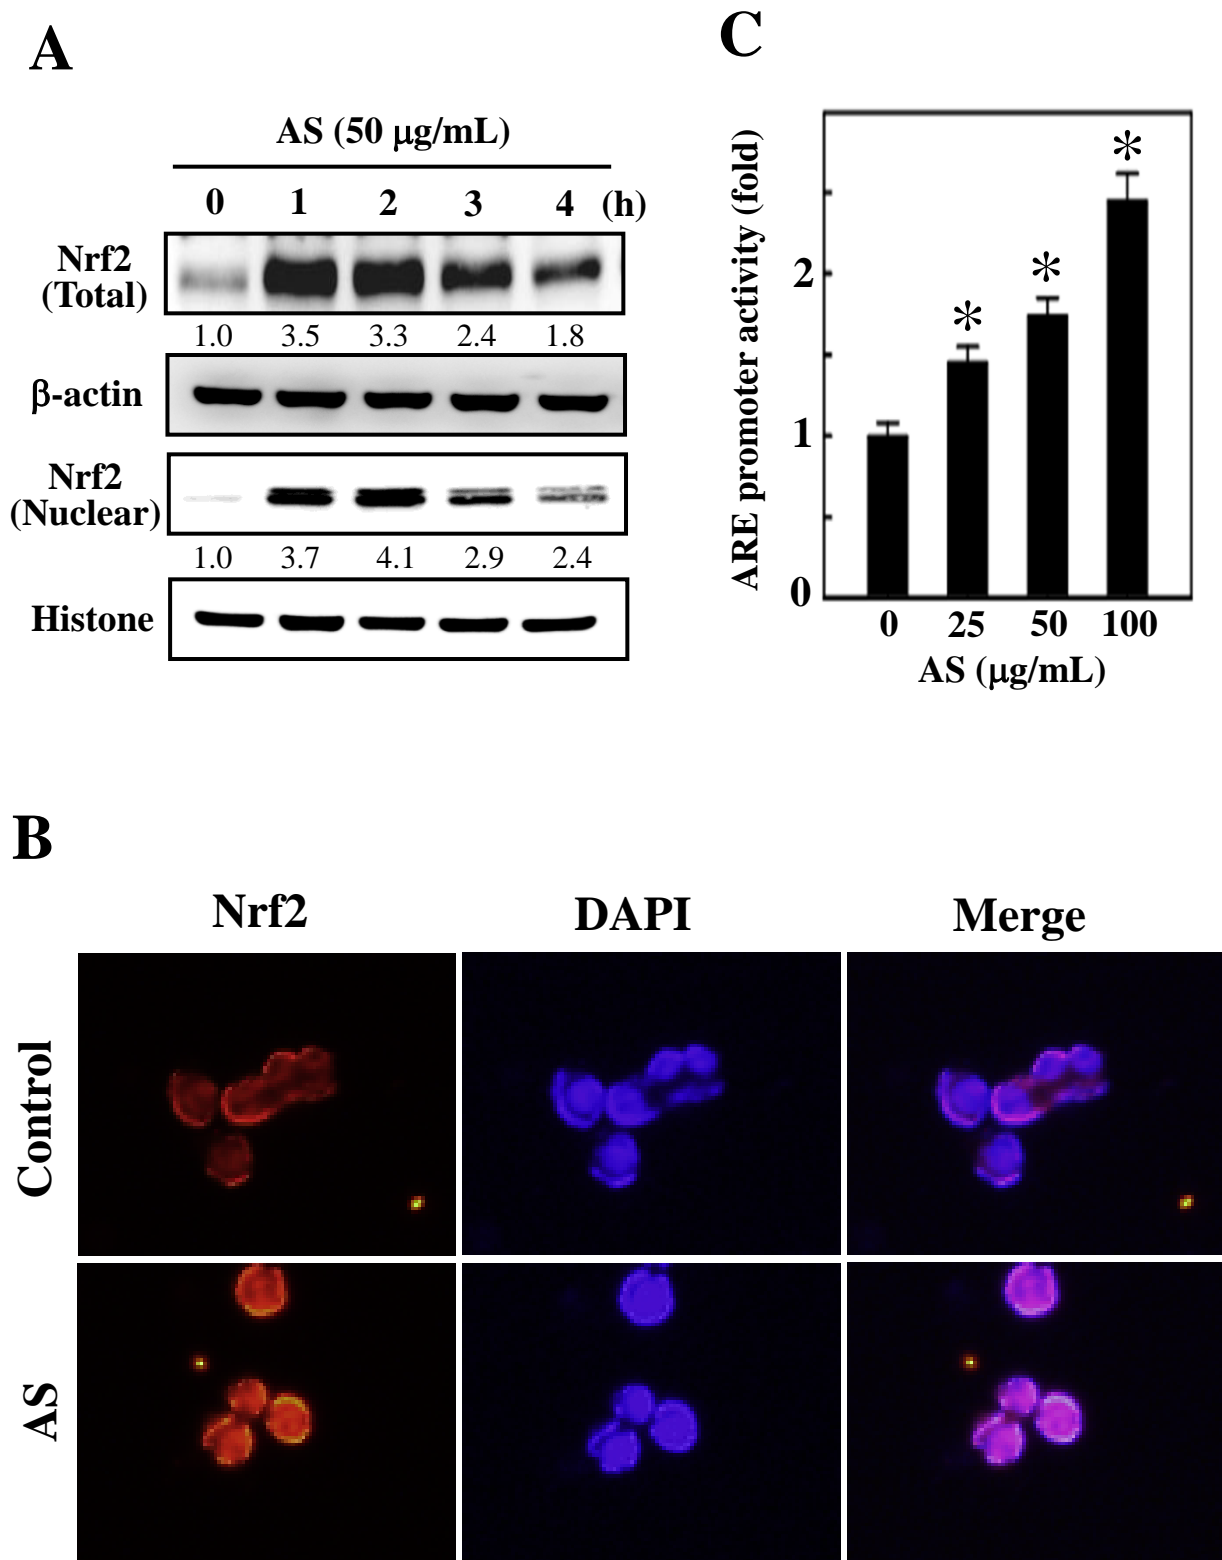 A
AS (50 μg/mL)
0 1 2 3 4 (h)
Nrf2
(Total)
1.0 3.5 3.3 2.4 1.8
β-actin
Nrf2
(Nuclear)
1.0 3.7 4.1 2.9 2.4
Histone
C
ARE promoter activity (fold)
2
1
0
* * *
0 25 50 100
AS (μg/mL)
B
Nrf2 DAPI Merge
Control
AS